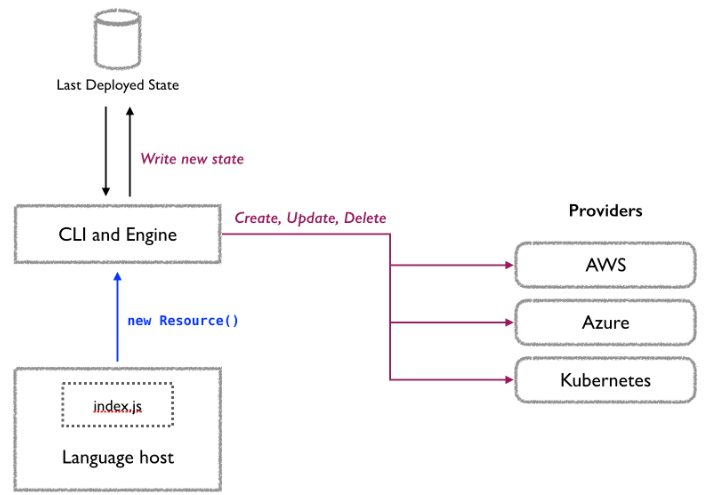 Last Deployed State
Write new state
CLI and Engine
Create, Update, Delete
Providers
AWS
Azure
Kubernetes
new Resource()
index.js
Language host